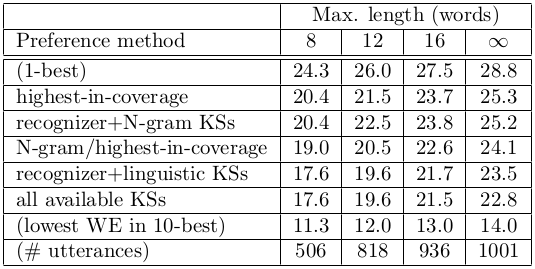 Max. length (words)
Preference method 8 12 16 ∞
(1-best) 24.3 26.0 27.5 28.8
highest-in-coverage 20.4 21.5 23.7 25.3
recognizer+N-gram KSs 20.4 22.5 23.8 25.2
N-gram/highest-in-coverage 19.0 20.5 22.6 24.1
recognizer+linguistic KSs 17.6 19.6 21.7 23.5
all available KSs 17.6 19.6 21.5 22.8
(lowest WE in 10-best) 11.3 12.0 13.0 14.0
(# utterances) 506 818 936 1001